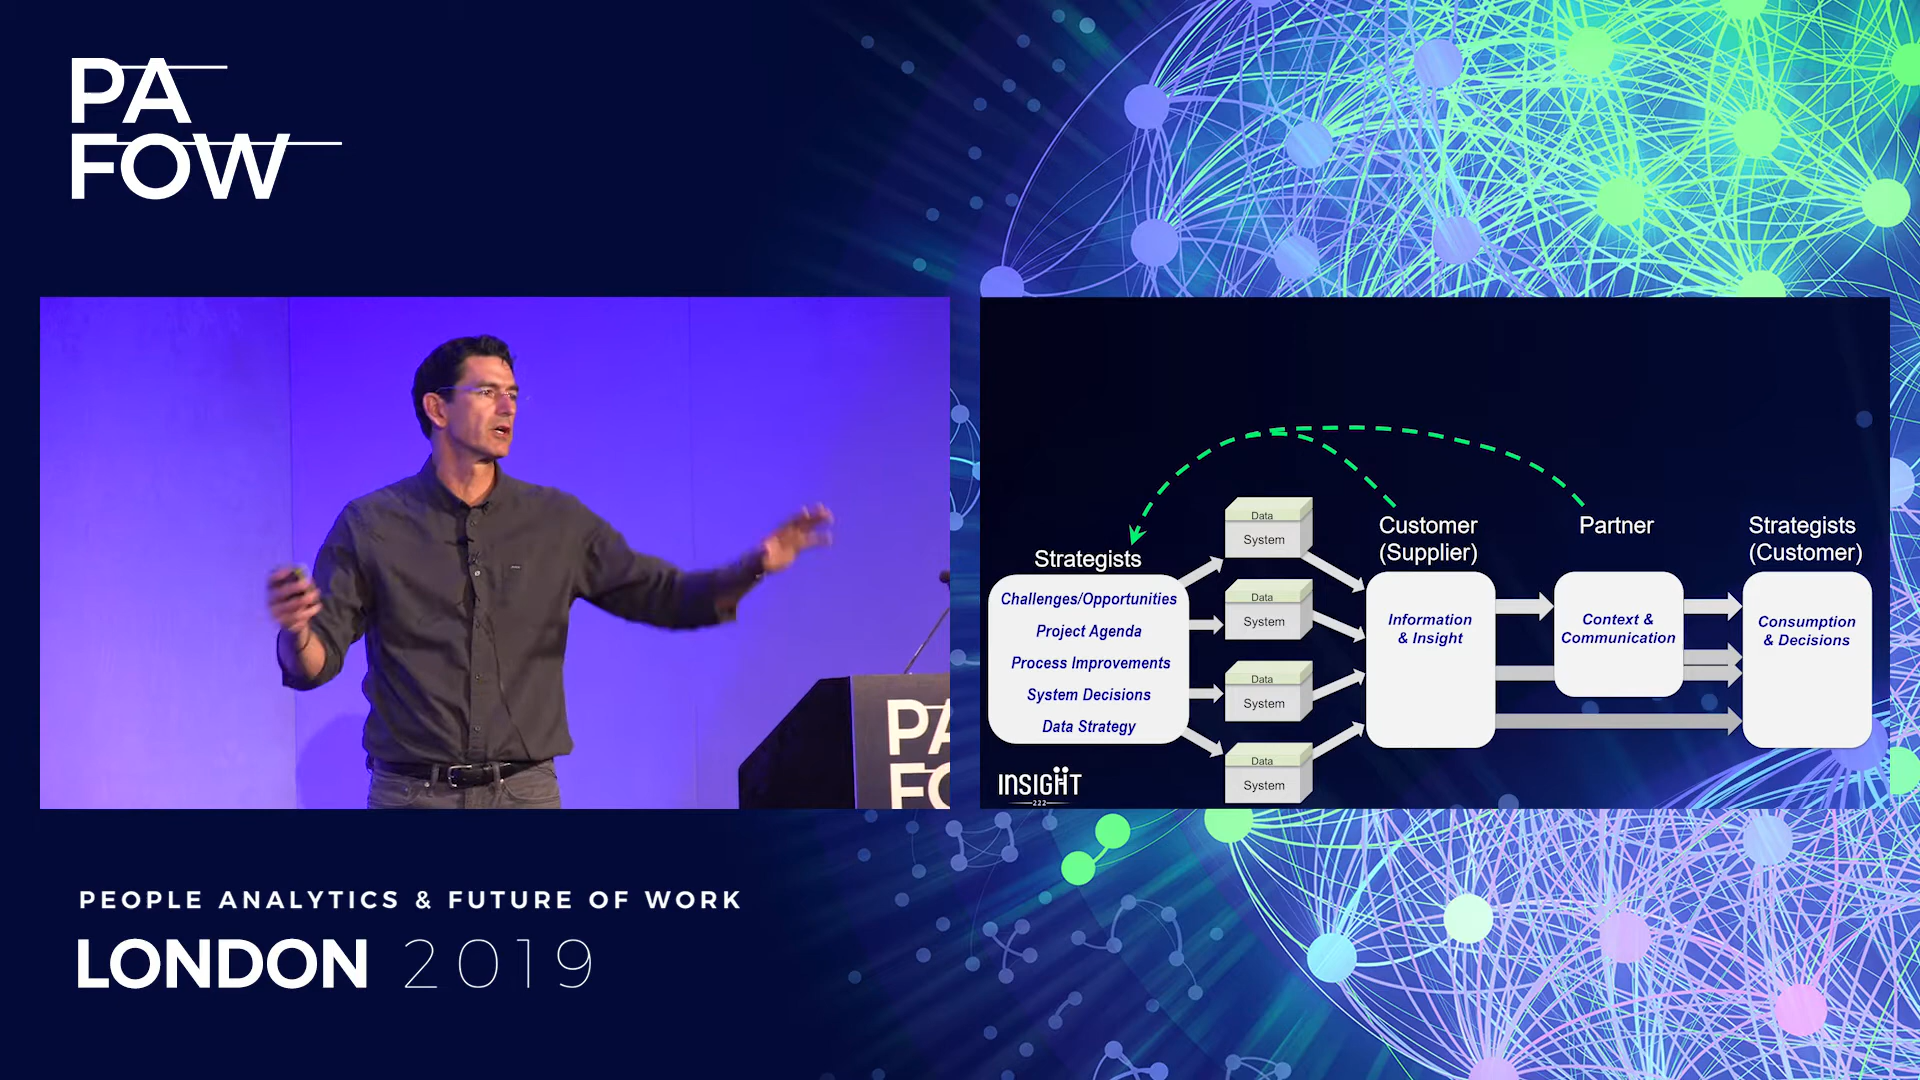 PA
FOW
PA
FO
Strategists
Challenges/Opportunities
Project Agenda
Process Improvements
System Decisions
Data Strategy
Data
System
Data
System
Data
System
Data
System
Customer
(Supplier)
Information
& Insight
Partner
Context &
Communication
Strategists
(Customer)
Consumption
& Decisions
INSIGHT
222
PEOPLE ANALYTICS & FUTURE OF WORK
LONDON 2019